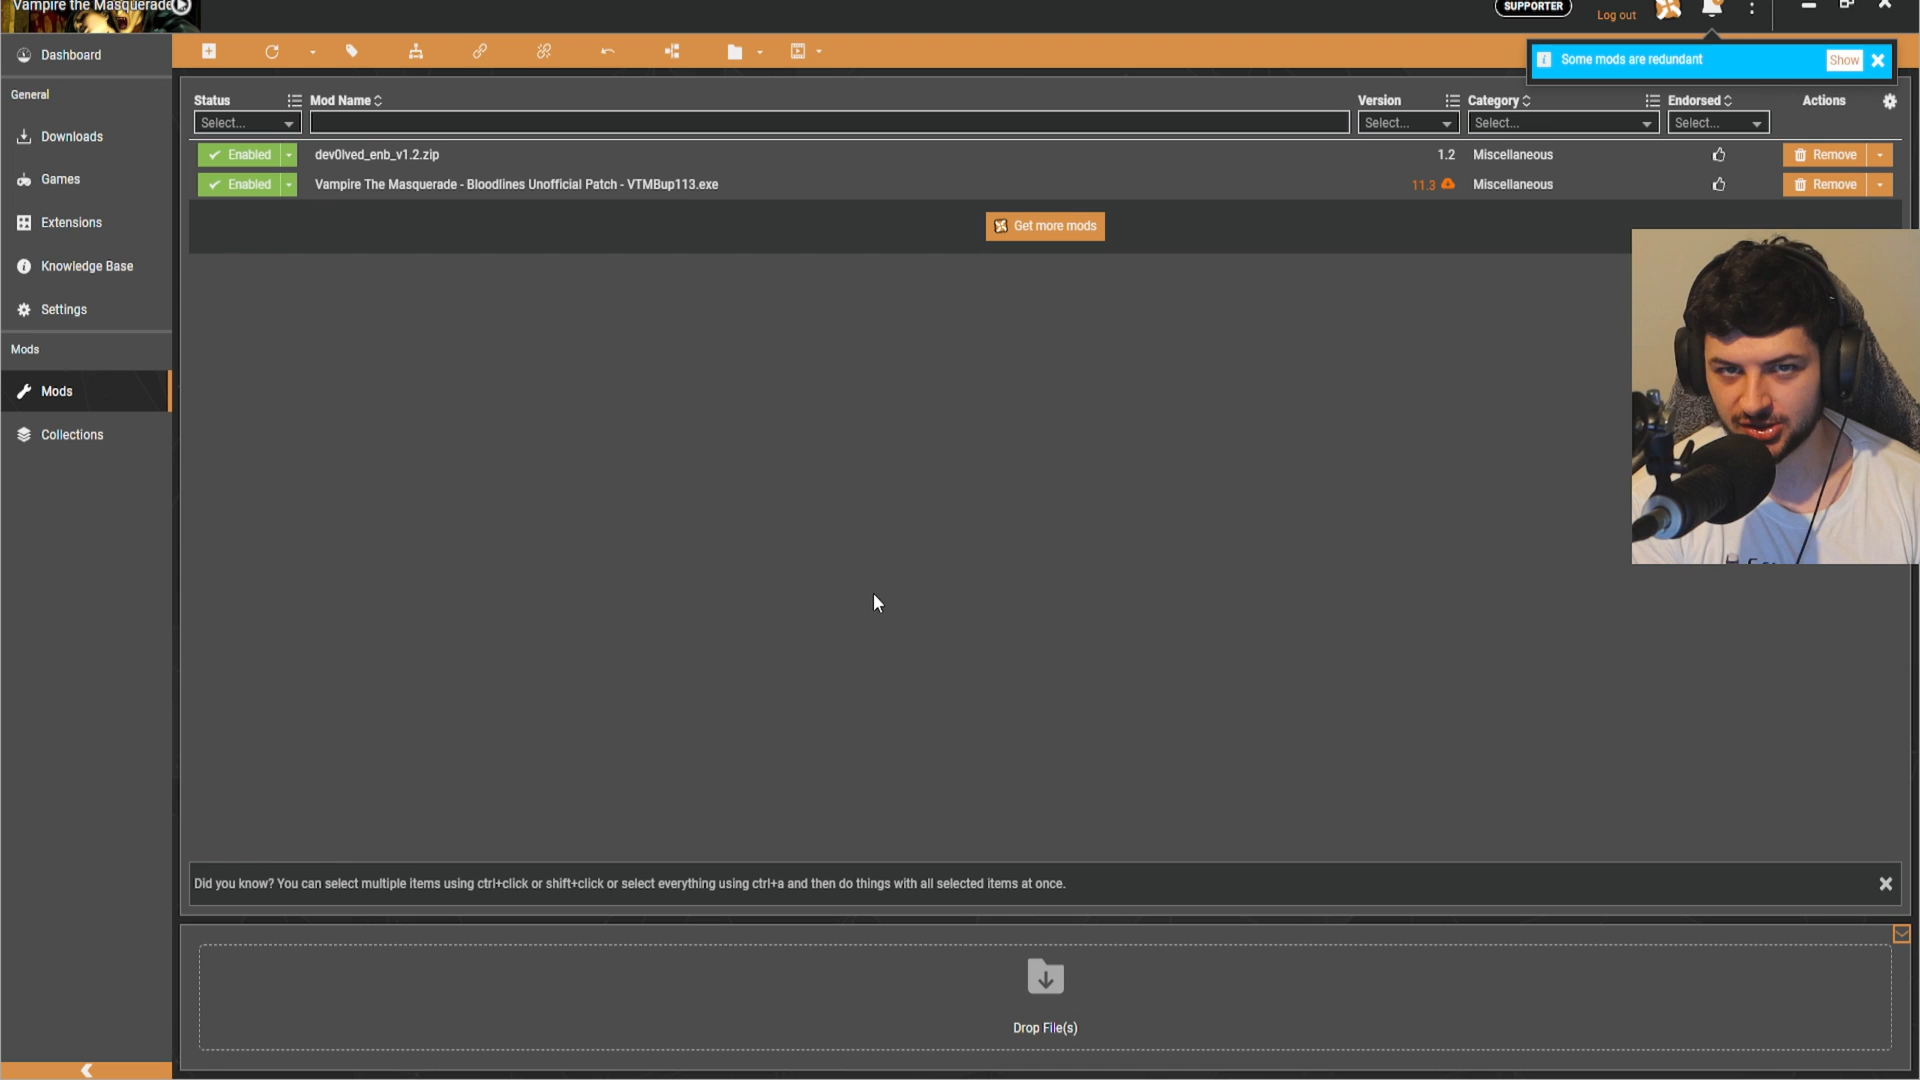 Vampire the Masquerade
SUPPORTER
Log out
Dashboard
Some mods are redundant
Show
General
Status
Mod Name
Version
Category
Endorsed
Actions
Select...
Select...
Select...
Select...
Downloads
Enabled
dev0lved_enb_v1.2.zip
1.2
Miscellaneous
Remove
Games
Enabled
Vampire The Masquerade - Bloodlines Unofficial Patch - VTMBup113.exe
11.3
Miscellaneous
Remove
Extensions
Get more mods
Knowledge Base
Settings
Mods
Mods
Collections
Did you know? You can select multiple items using ctrl+click or shift+click or select everything using ctrl+a and then do things with all selected items at once.
Drop File(s)